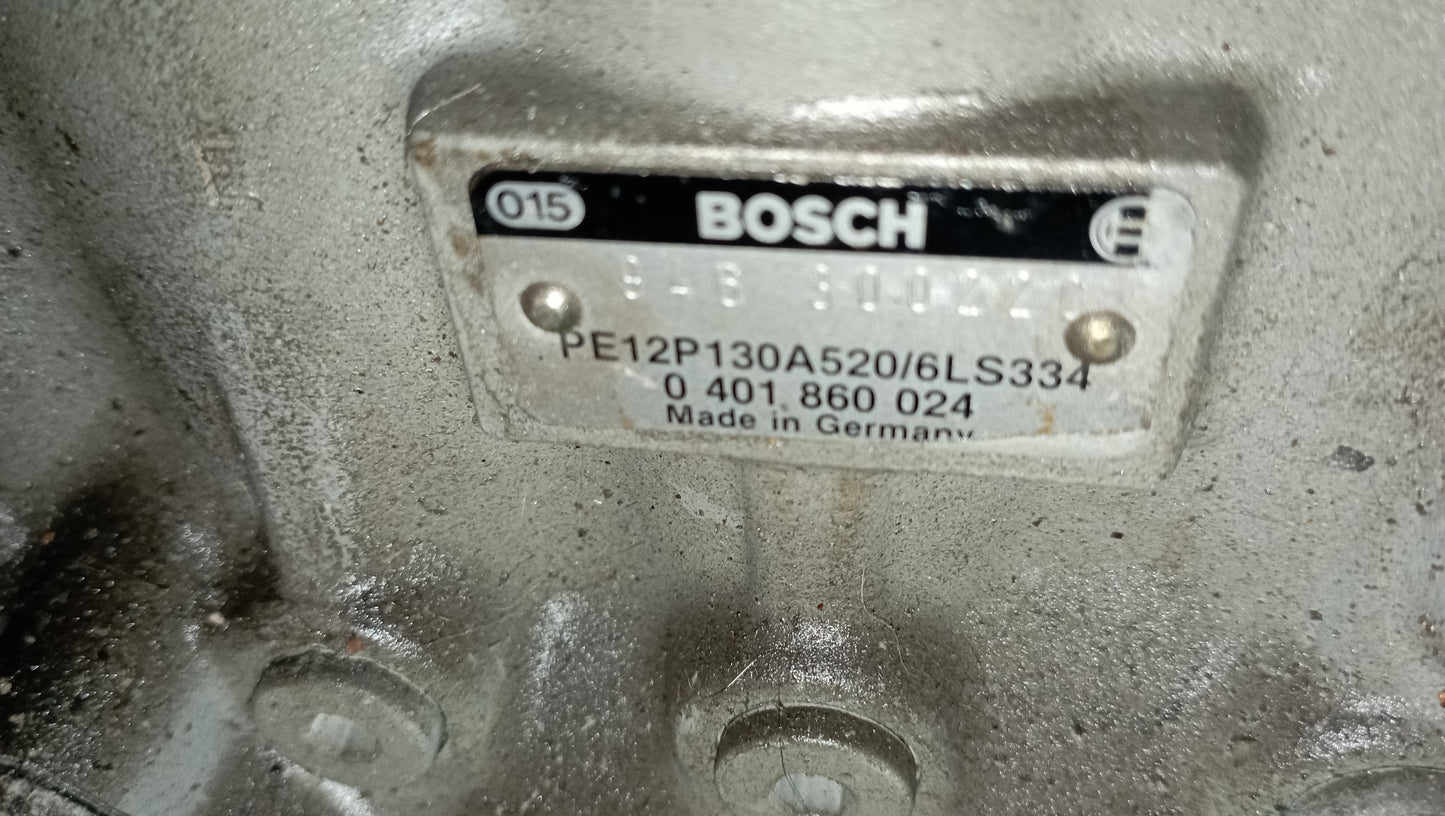 015 BOSCH
PE12P130A520/6LS334
0 401 860 024
Made in Germany